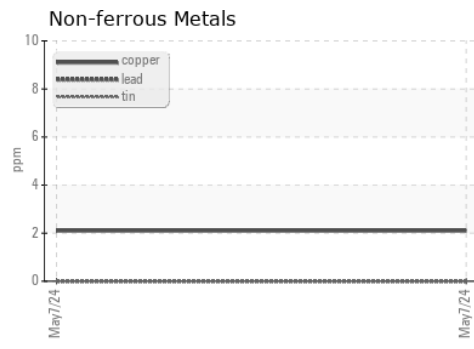 Non-ferrous Metals
10
8
6
4
2
0
ppm
copper
lead
tin
May7/24
May7/24